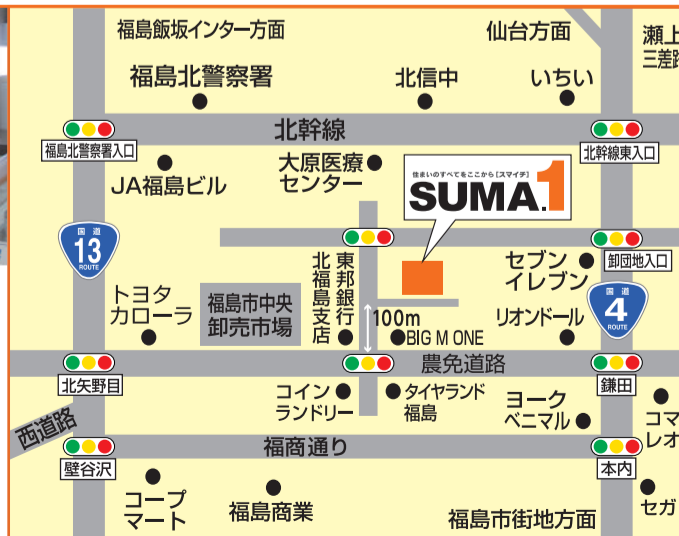 福島飯坂インター方面
仙台方面
瀬上
三差路
福島北警察署
北信中
いちい
北幹線
福島北警察署入口
北幹線東入口
JA福島ビル
大原医療
センター
住まいのすべてをここから[スマイチ]
SUMA.1
国道
13
ROUTE
東邦銀行
北福島支店
セブン
イレブン
卸団地入口
国道
4
ROUTE
トヨタ
カローラ
福島市中央
卸売市場
100m
BIG M ONE
リオンドール
農免道路
北矢野目
鎌田
コイン
ランドリー
タイヤランド
福島
ヨーク
ベニマル
コマ
レオ
西道路
福商通り
壁谷沢
本内
コープ
マート
福島商業
福島市街地方面
セガ